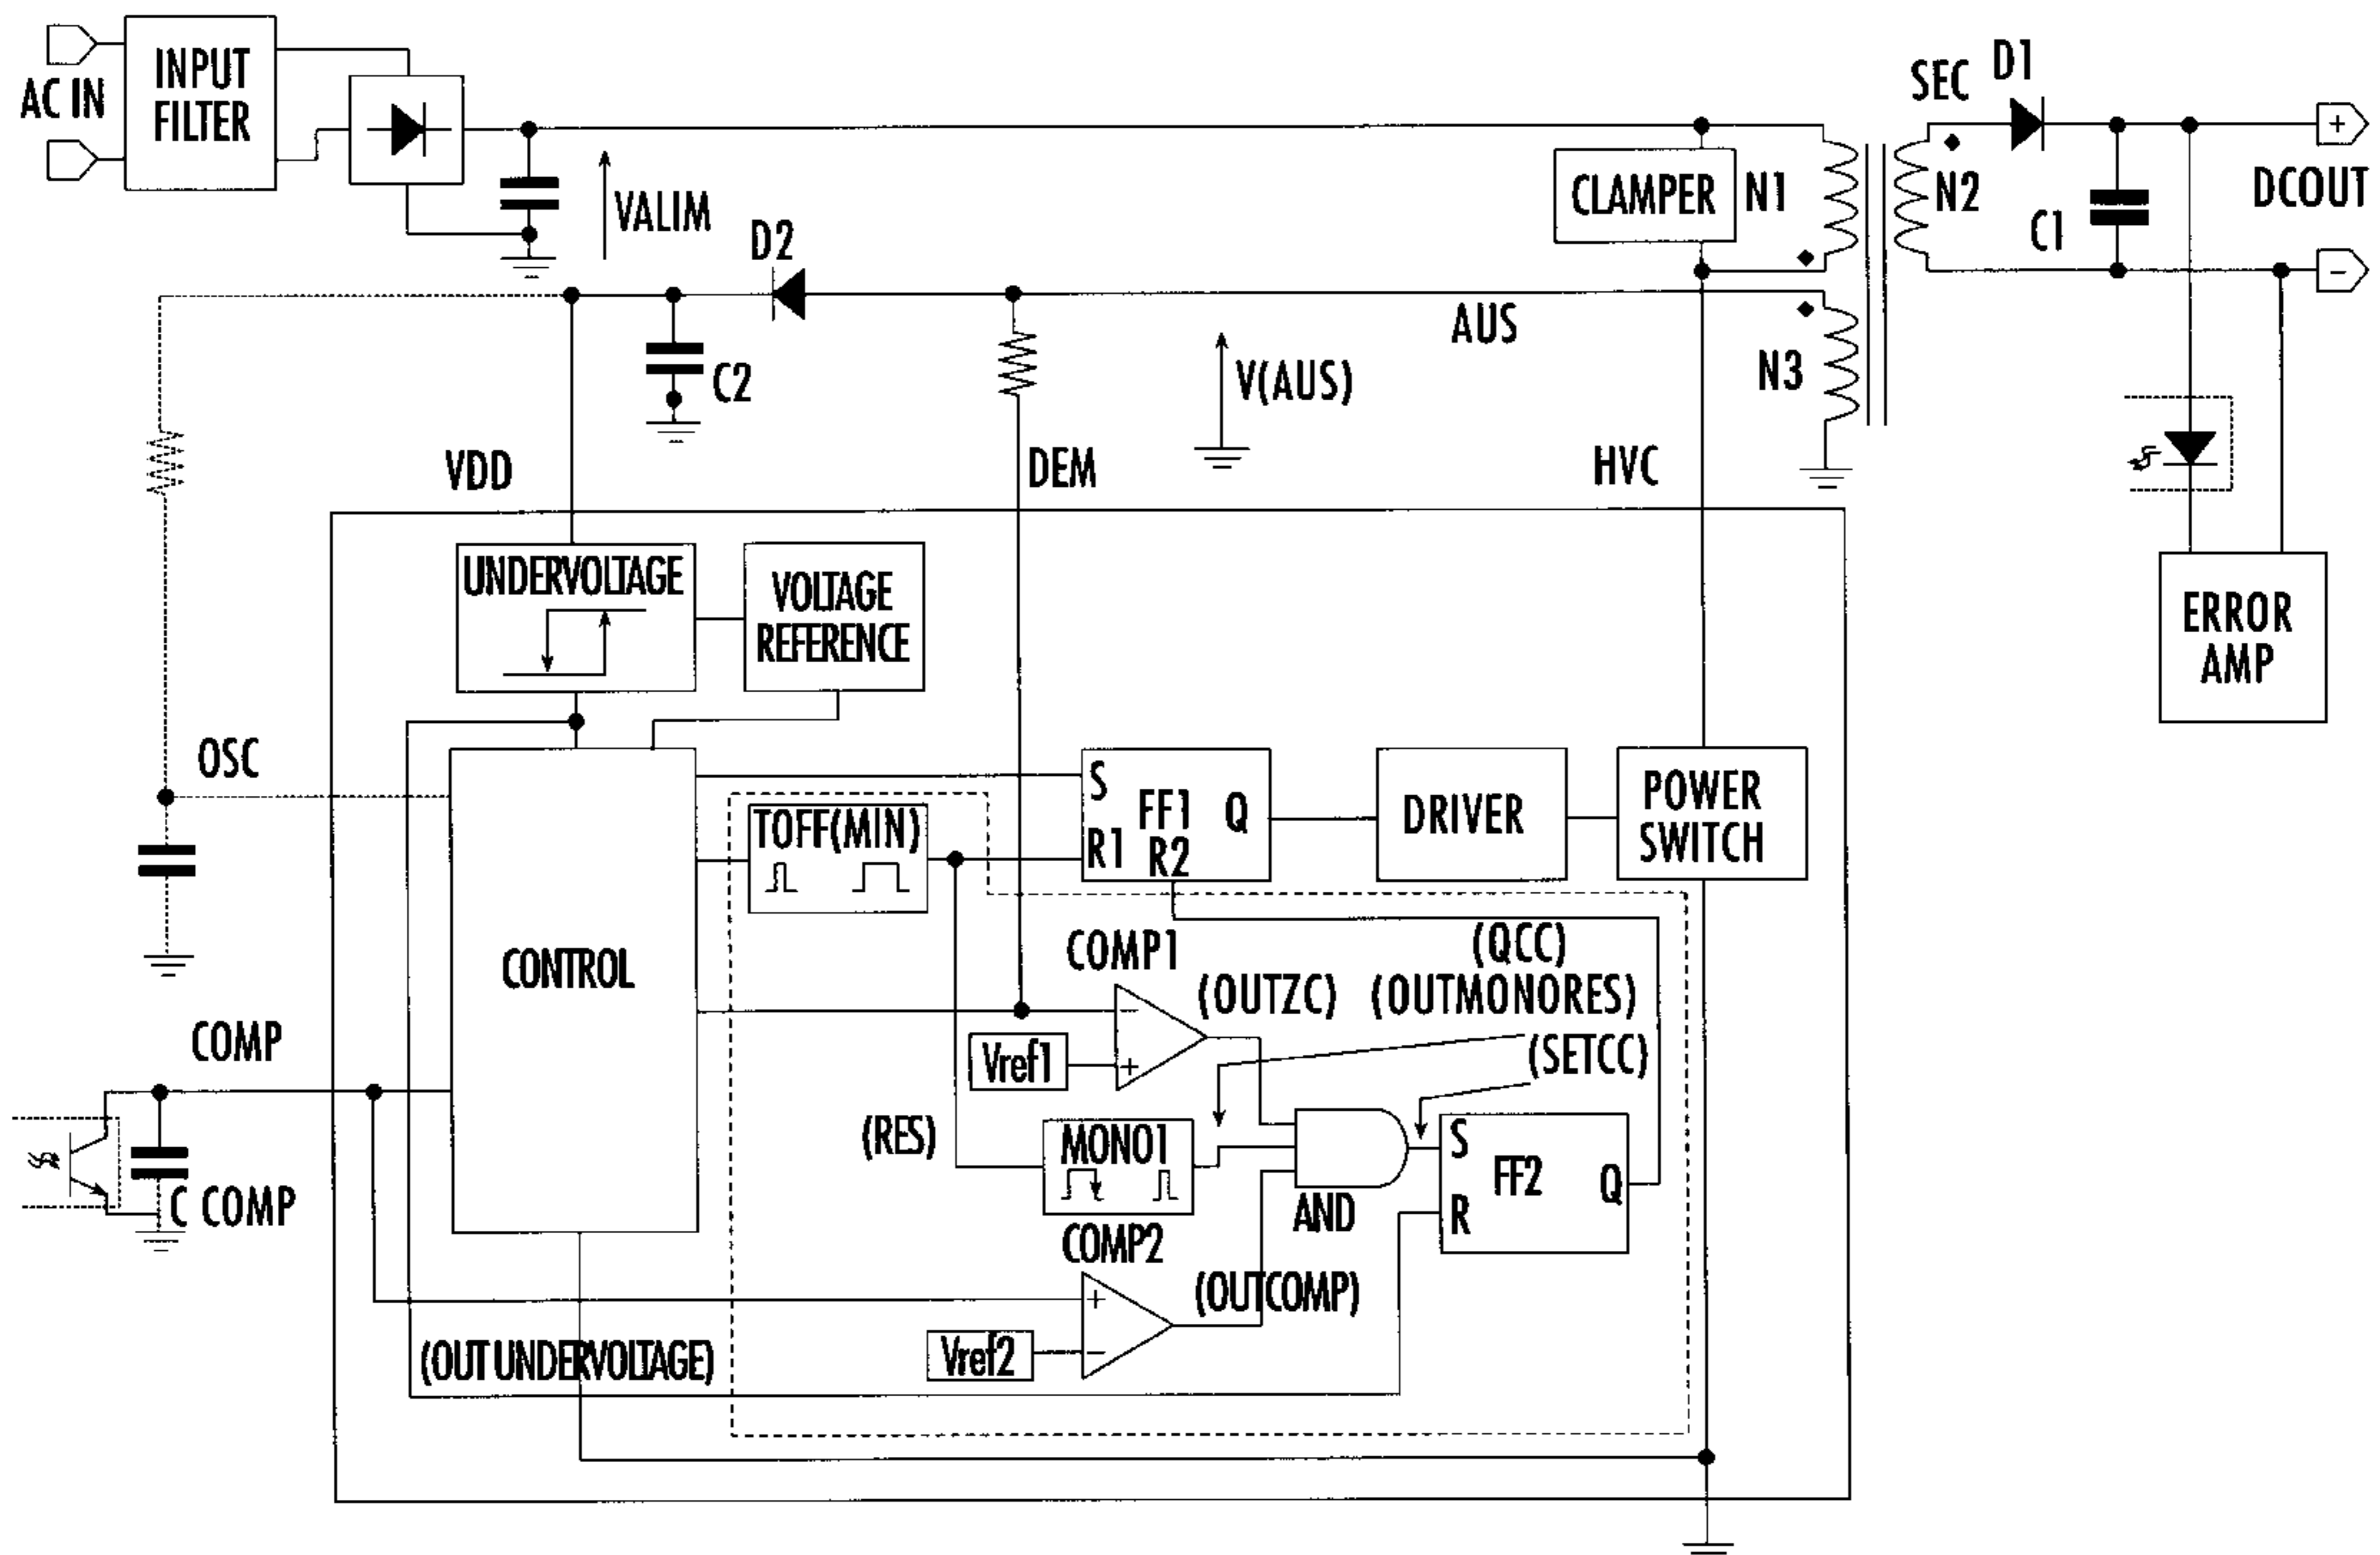 AC IN
INPUT
FILTER
VALIM
D2
CLAMPER
N1
SEC
D1
N2
C1
+
DCOUT
−
C2
V(AUS)
AUS
N3
VDD
DEM
HVC
UNDERVOLTAGE
VOLTAGE
REFERENCE
ERROR
AMP
OSC
CONTROL
TOFF(MIN)
S
FF1
Q
R1
R2
DRIVER
POWER
SWITCH
COMP1
(OUTZC)
(QCC)
(OUTMONORES)
(SETCC)
−
+
Vref1
COMP
C COMP
(RES)
MONO1
AND
S
FF2
Q
R
COMP2
+
−
(OUTCOMP)
Vref2
(OUT UNDERVOLTAGE)